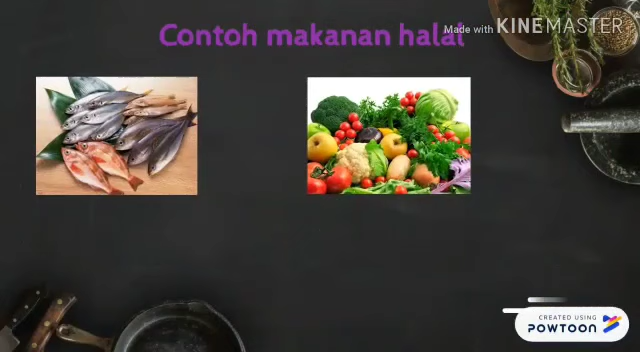 Contoh makanan halal
Made with KINEMASTER
CREATED USING
POWTOON